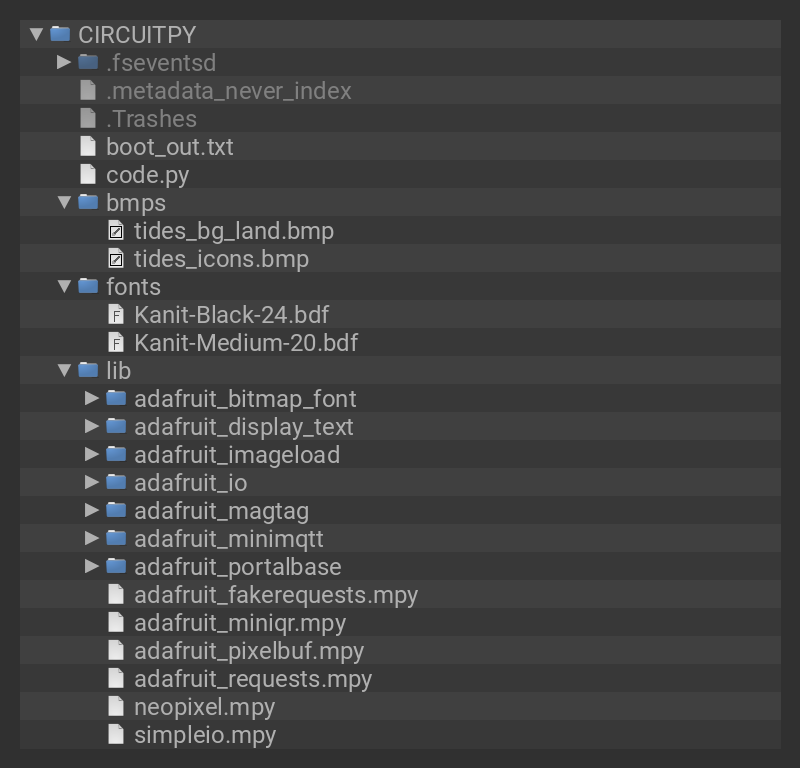 CIRCUITPY
.fseventsd
.metadata_never_index
.Trashes
boot_out.txt
code.py
bmps
tides_bg_land.bmp
tides_icons.bmp
fonts
F Kanit-Black-24.bdf
F Kanit-Medium-20.bdf
lib
adafruit_bitmap_font
adafruit_display_text
adafruit_imageload
adafruit_io
adafruit_magtag
adafruit_minimqtt
adafruit_portalbase
adafruit_fakerequests.mpy
adafruit_miniqr.mpy
adafruit_pixelbuf.mpy
adafruit_requests.mpy
neopixel.mpy
simpleio.mpy